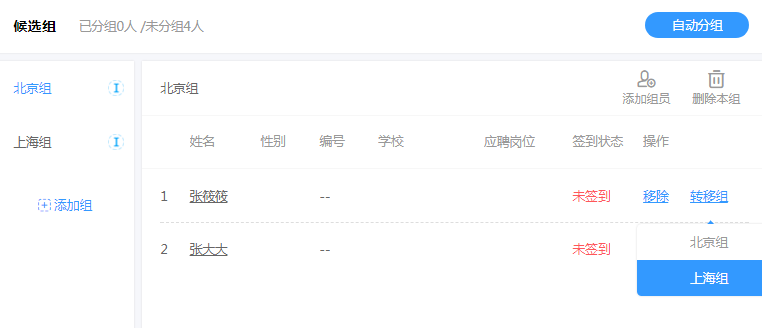 候选组 已分组0人 /未分组4人 自动分组
北京组
上海组
添加组
北京组 添加组员 删除本组
姓名 性别 编号 学校 应聘岗位 签到状态 操作
1 张筱筱 -- 未签到 移除 转移组
2 张大大 -- 未签到
北京组
上海组